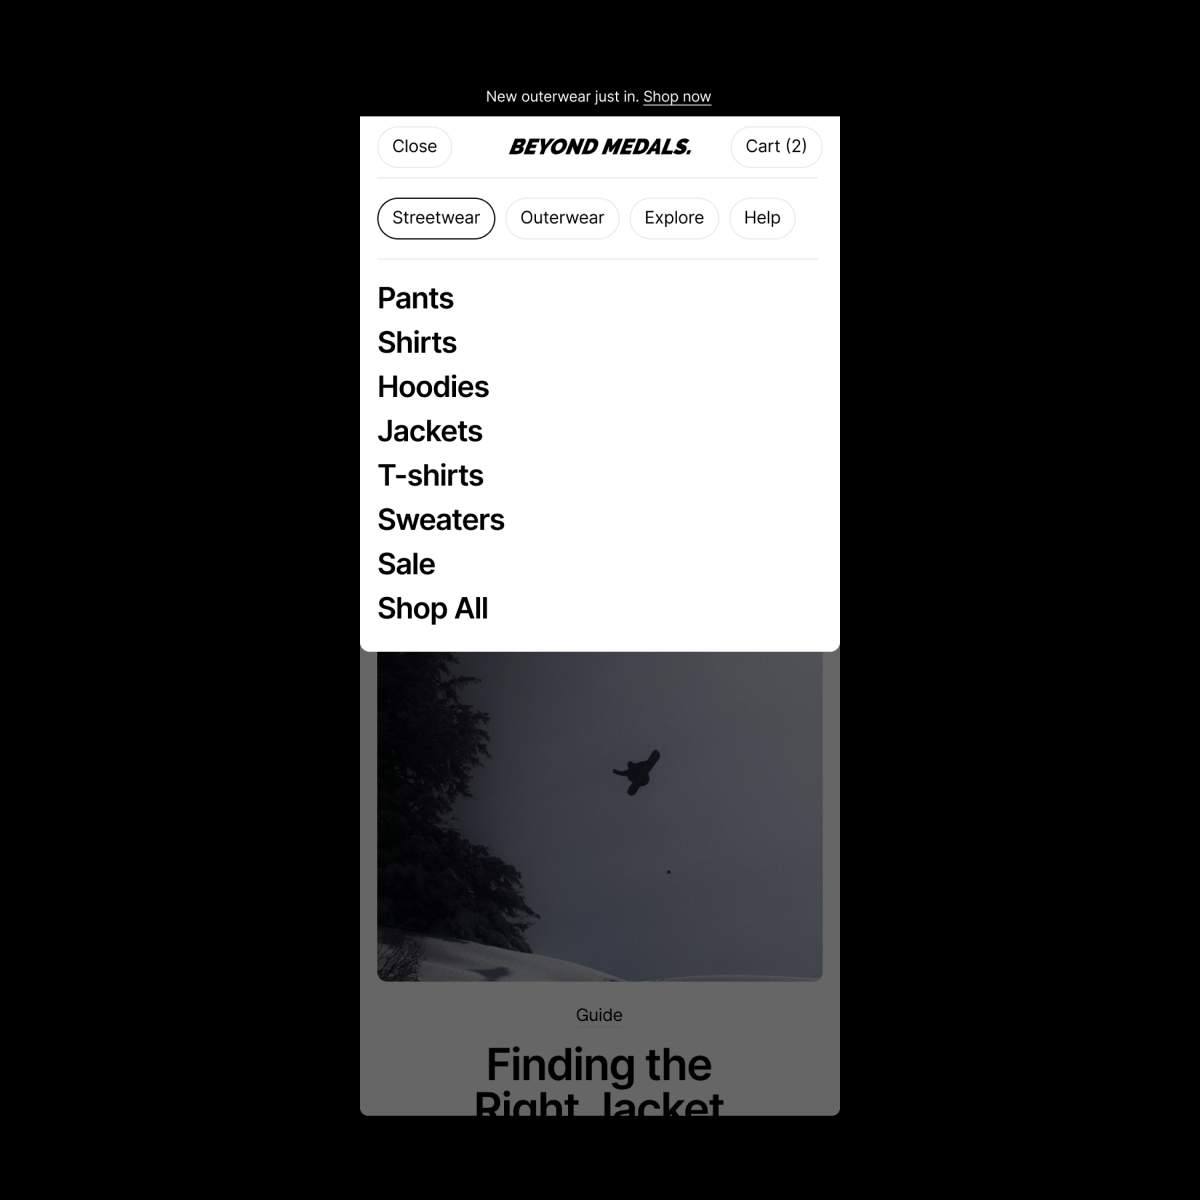 New outerwear just in. Shop now
Close
BEYOND MEDALS.
Cart (2)
Streetwear
Outerwear
Explore
Help
Pants
Shirts
Hoodies
Jackets
T-shirts
Sweaters
Sale
Shop All
Guide
Finding the
Right Jacket